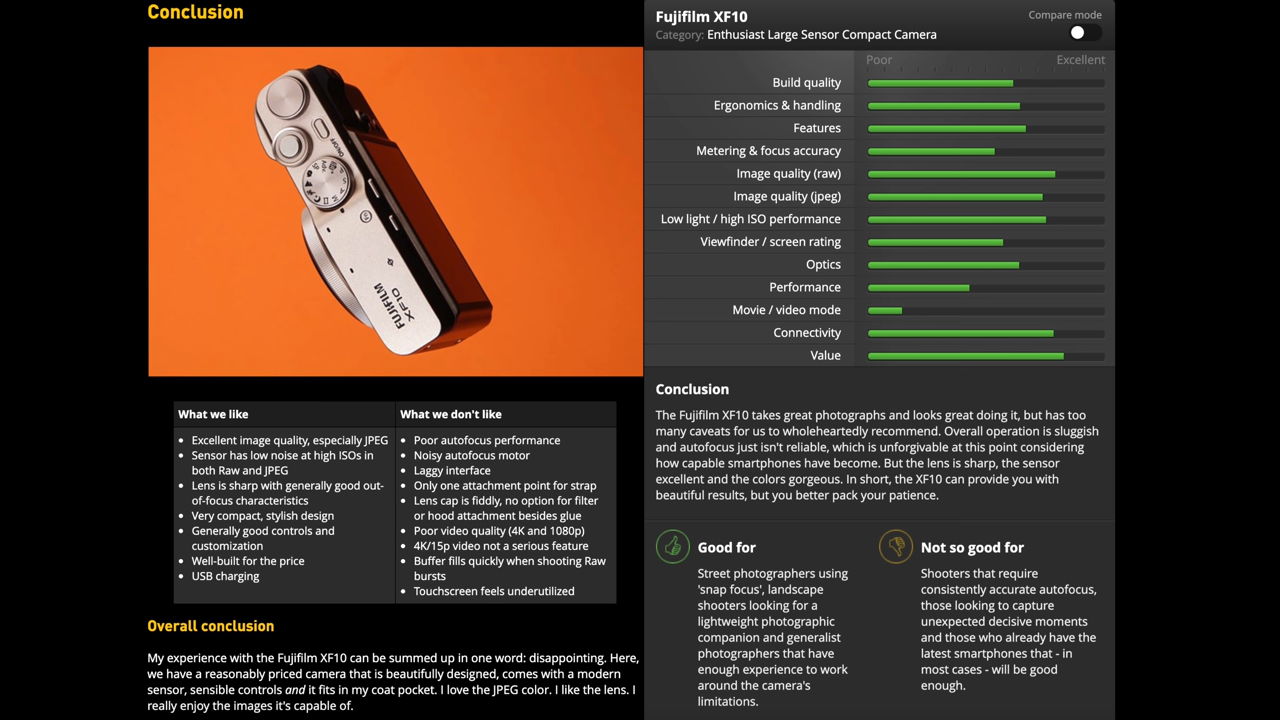 Conclusion
ON/OFF
FUJIFILM
XF10
What we like
Excellent image quality, especially JPEG
Sensor has low noise at high ISOs in
both Raw and JPEG
Lens is sharp with generally good out-
of-focus characteristics
Very compact, stylish design
Generally good controls and
customization
Well-built for the price
USB charging
What we don't like
Poor autofocus performance
Noisy autofocus motor
Laggy interface
Only one attachment point for strap
Lens cap is fiddly, no option for filter
or hood attachment besides glue
Poor video quality (4K and 1080p)
4K/15p video not a serious feature
Buffer fills quickly when shooting Raw
bursts
Touchscreen feels underutilized
Overall conclusion
My experience with the Fujifilm XF10 can be summed up in one word: disappointing. Here,
we have a reasonably priced camera that is beautifully designed, comes with a modern
sensor, sensible controls and it fits in my coat pocket. I love the JPEG color. I like the lens. I
really enjoy the images it's capable of.
Fujifilm XF10
Category: Enthusiast Large Sensor Compact Camera
Compare mode
Poor Excellent
Build quality
Ergonomics & handling
Features
Metering & focus accuracy
Image quality (raw)
Image quality (jpeg)
Low light / high ISO performance
Viewfinder / screen rating
Optics
Performance
Movie / video mode
Connectivity
Value
Conclusion
The Fujifilm XF10 takes great photographs and looks great doing it, but has too
many caveats for us to wholeheartedly recommend. Overall operation is sluggish
and autofocus just isn't reliable, which is unforgivable at this point considering
how capable smartphones have become. But the lens is sharp, the sensor
excellent and the colors gorgeous. In short, the XF10 can provide you with
beautiful results, but you better pack your patience.
Good for
Street photographers using
'snap focus', landscape
shooters looking for a
lightweight photographic
companion and generalist
photographers that have
enough experience to work
around the camera's
limitations.
Not so good for
Shooters that require
consistently accurate autofocus,
those looking to capture
unexpected decisive moments
and those who already have the
latest smartphones that - in
most cases - will be good
enough.